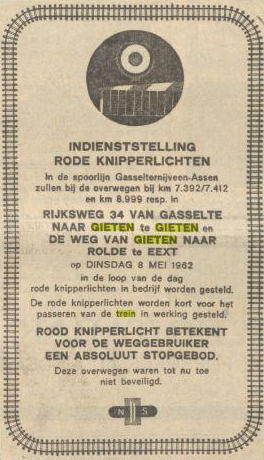 INDIENSTSTELLING
RODE KNIPPERLICHTEN
In de spoorlijn Gasselternijveen-Assen
zullen bij de overwegen bij km 7.392/7.412
en km 8.999 resp. in
RIJKSWEG 34 VAN GASSELTE
NAAR GIETEN te GIETEN en
DE WEG VAN GIETEN NAAR
ROLDE te EEXT
op DINSDAG 8 MEI 1962
in de loop van de dag
rode knipperlichten in bedrijf worden gesteld.
De rode knipperlichten worden kort voor het
passeren van de trein in werking gesteld.
ROOD KNIPPERLICHT BETEKENT
VOOR DE WEGGEBRUIKER
EEN ABSOLUUT STOPGEBOD.
Deze overwegen waren tot nu toe
niet beveiligd.
N S